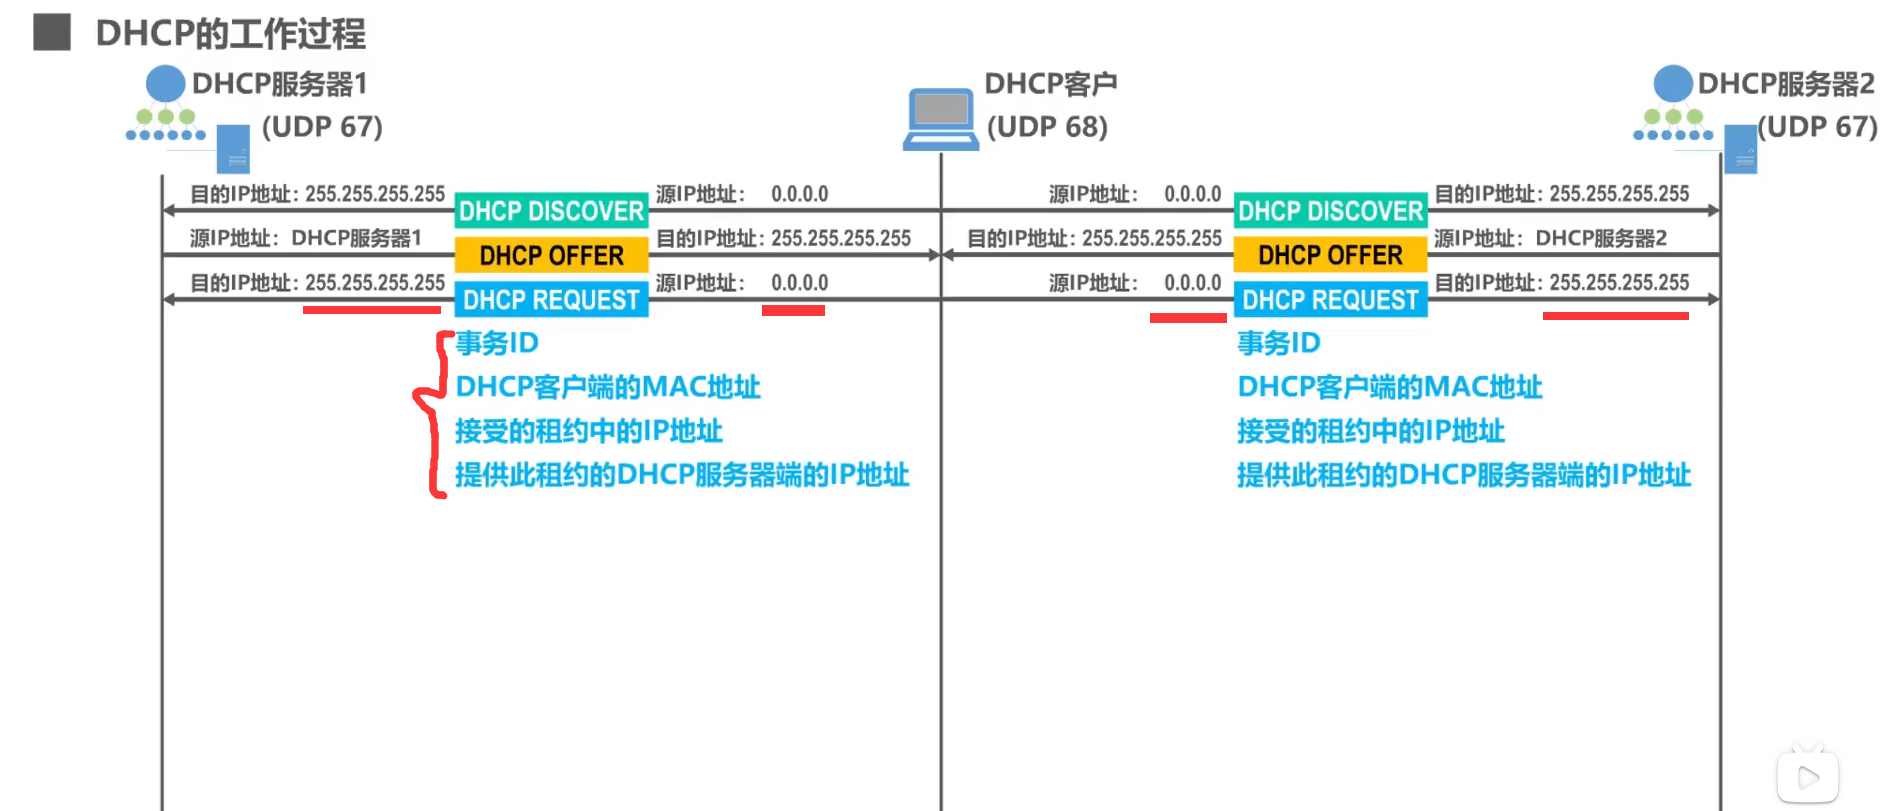 DHCP的工作过程
DHCP服务器1
(UDP 67)
DHCP客户
(UDP 68)
DHCP服务器2
(UDP 67)
目的IP地址: 255.255.255.255 DHCP DISCOVER 源IP地址: 0.0.0.0 源IP地址: 0.0.0.0 DHCP DISCOVER 目的IP地址: 255.255.255.255
源IP地址: DHCP服务器1 DHCP OFFER 目的IP地址: 255.255.255.255 目的IP地址: 255.255.255.255 DHCP OFFER 源IP地址: DHCP服务器2
目的IP地址: 255.255.255.255 DHCP REQUEST 源IP地址: 0.0.0.0 源IP地址: 0.0.0.0 DHCP REQUEST 目的IP地址: 255.255.255.255
事务ID
DHCP客户端的MAC地址
接受的租约中的IP地址
提供此租约的DHCP服务器端的IP地址
事务ID
DHCP客户端的MAC地址
接受的租约中的IP地址
提供此租约的DHCP服务器端的IP地址